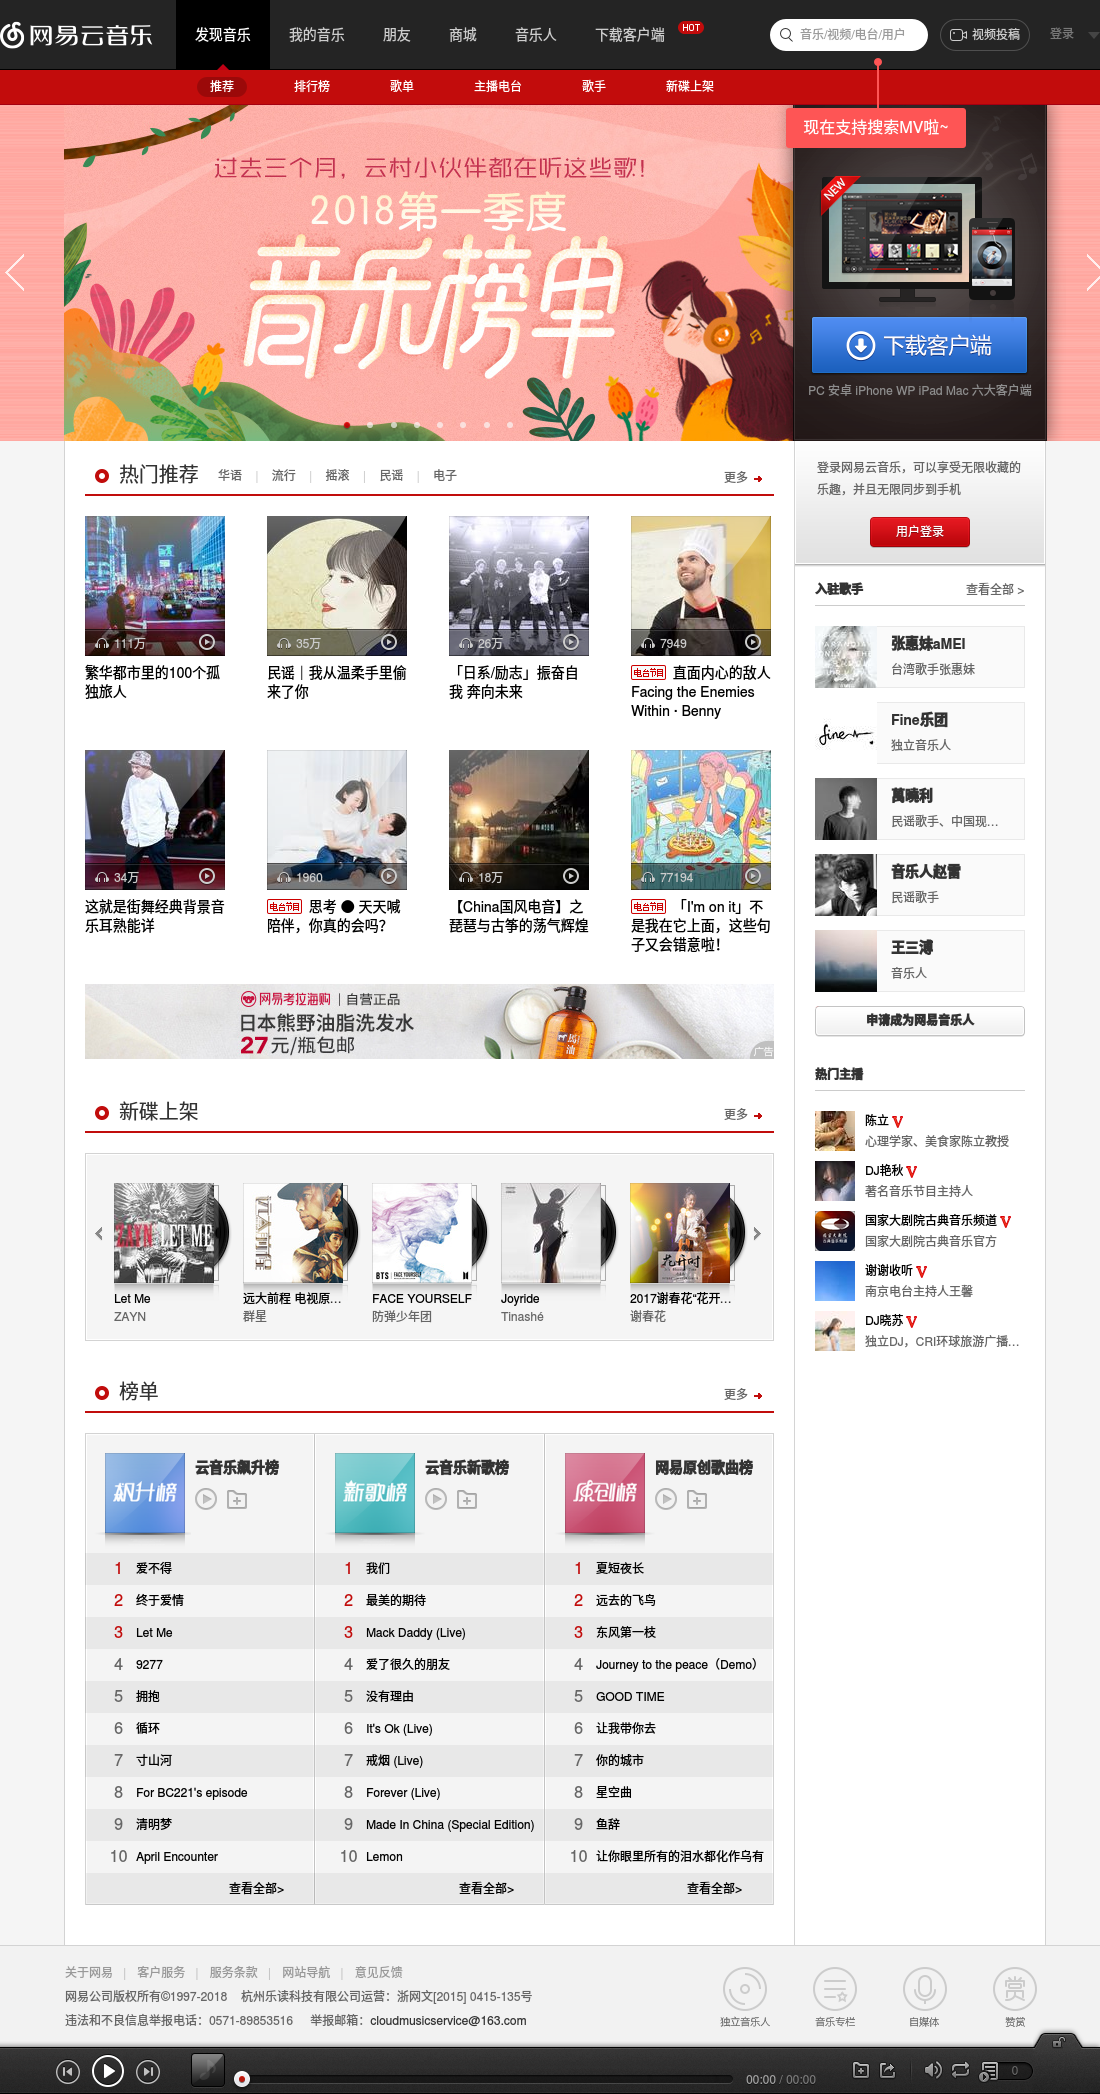 网易云音乐
发现音乐 我的音乐 朋友 商城 音乐人 下载客户端 HOT
音乐/视频/电台/用户 视频投稿 登录
推荐 排行榜 歌单 主播电台 歌手 新碟上架
现在支持搜索MV啦~
过去三个月，云村小伙伴都在听这些歌！
2018第一季度
音乐榜单
NEW
下载客户端
PC 安卓 iPhone WP iPad Mac 六大客户端
热门推荐 华语 | 流行 | 摇滚 | 民谣 | 电子 更多
111万 35万 26万 7949
繁华都市里的100个孤
独旅人
民谣｜我从温柔手里偷
来了你
「日系/励志」振奋自
我 奔向未来
电台节目 直面内心的敌人
Facing the Enemies
Within · Benny
34万 1960 18万 77194
这就是街舞经典背景音
乐耳熟能详
电台节目 思考 ● 天天喊
陪伴，你真的会吗？
【China国风电音】之
琵琶与古筝的荡气辉煌
电台节目 「I'm on it」不
是我在它上面，这些句
子又会错意啦！
网易考拉海购 | 自营正品
日本熊野油脂洗发水
27元/瓶包邮
马油
广告
新碟上架 更多
ZAYN LET ME
BTS | FACE YOURSELF
花开时
Let Me
ZAYN
远大前程 电视原...
群星
FACE YOURSELF
防弹少年团
Joyride
Tinashé
2017谢春花“花开...
谢春花
榜单 更多
飙升榜
云音乐飙升榜
1 爱不得
2 终于爱情
3 Let Me
4 9277
5 拥抱
6 循环
7 寸山河
8 For BC221's episode
9 清明梦
10 April Encounter
查看全部>
新歌榜
云音乐新歌榜
1 我们
2 最美的期待
3 Mack Daddy (Live)
4 爱了很久的朋友
5 没有理由
6 It's Ok (Live)
7 戒烟 (Live)
8 Forever (Live)
9 Made In China (Special Edition)
10 Lemon
查看全部>
原创榜
网易原创歌曲榜
1 夏短夜长
2 远去的飞鸟
3 东风第一枝
4 Journey to the peace（Demo）
5 GOOD TIME
6 让我带你去
7 你的城市
8 星空曲
9 鱼辞
10 让你眼里所有的泪水都化作乌有
查看全部>
登录网易云音乐，可以享受无限收藏的
乐趣，并且无限同步到手机
用户登录
入驻歌手 查看全部 >
张惠妹aMEI
台湾歌手张惠妹
fine
Fine乐团
独立音乐人
萬曉利
民谣歌手、中国现...
音乐人赵雷
民谣歌手
王三溥
音乐人
申请成为网易音乐人
热门主播
陈立 V
心理学家、美食家陈立教授
DJ艳秋 V
著名音乐节目主持人
国家大剧院古典音乐频道 V
国家大剧院古典音乐官方
谢谢收听 V
南京电台主持人王馨
DJ晓苏 V
独立DJ，CRI环球旅游广播...
关于网易 | 客户服务 | 服务条款 | 网站导航 | 意见反馈
网易公司版权所有©1997-2018 杭州乐读科技有限公司运营：浙网文[2015] 0415-135号
违法和不良信息举报电话：0571-89853516 举报邮箱：cloudmusicservice@163.com
独立音乐人 音乐专栏 自媒体 赏 赞赏
00:00 / 00:00 0